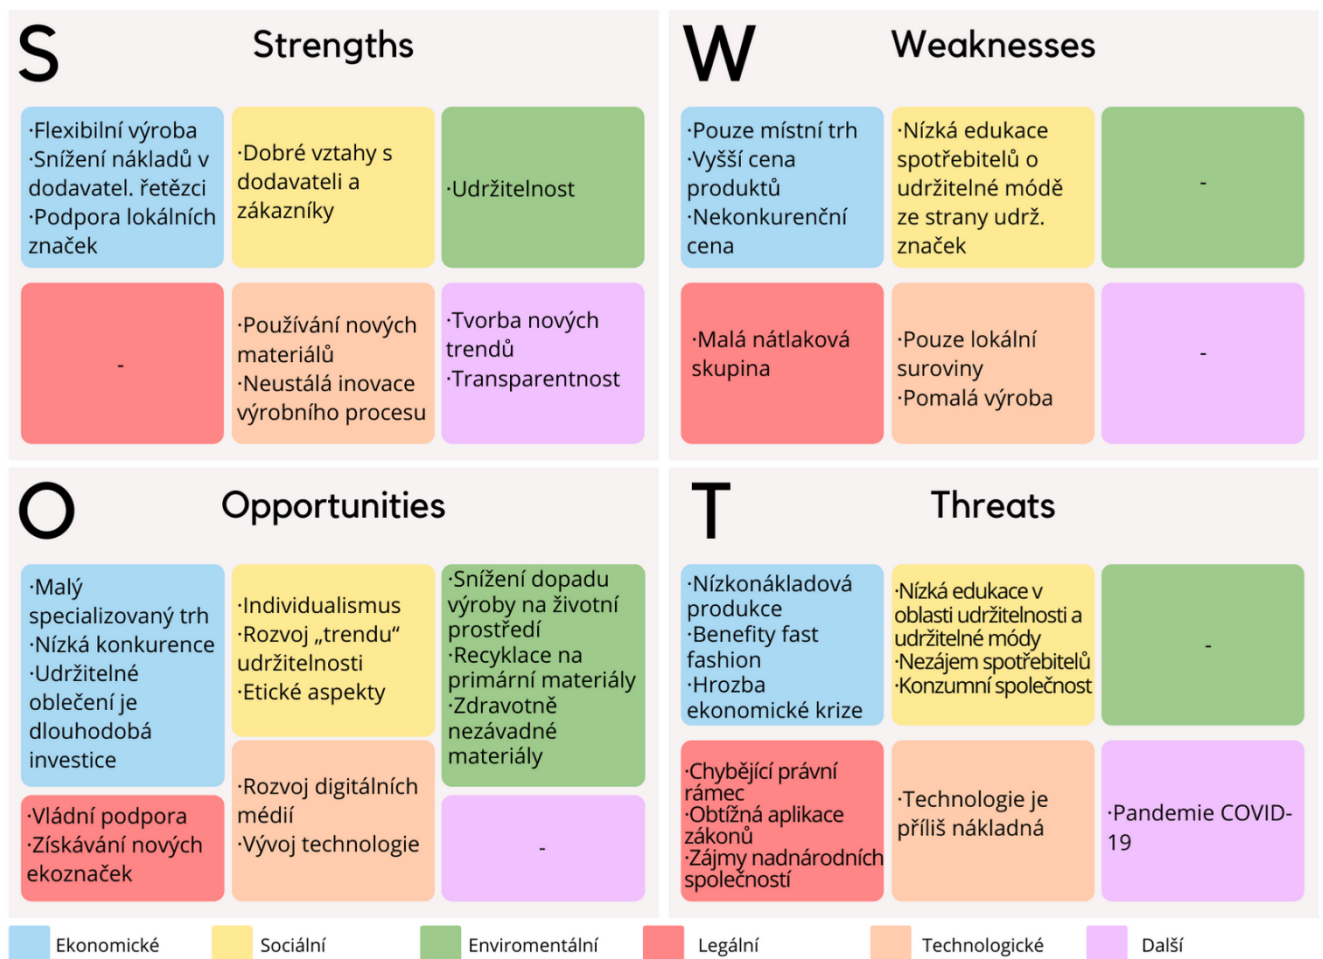 S
Strengths
·Flexibilní výroba
·Snížení nákladů v
dodavatel. řetězci
·Podpora lokálních
značek
·Dobré vztahy s
dodavateli a
zákazníky
·Udržitelnost
-
·Používání nových
materiálů
·Neustálá inovace
výrobního procesu
·Tvorba nových
trendů
·Transparentnost
W
Weaknesses
·Pouze místní trh
·Vyšší cena
produktů
·Nekonkurenční
cena
·Nízká edukace
spotřebitelů o
udržitelné módě
ze strany udrž.
značek
-
·Malá nátlaková
skupina
·Pouze lokální
suroviny
·Pomalá výroba
-
O
Opportunities
·Malý
specializovaný trh
·Nízká konkurence
·Udržitelné
oblečení je
dlouhodobá
investice
·Individualismus
·Rozvoj „trendu“
udržitelnosti
·Etické aspekty
·Snížení dopadu
výroby na životní
prostředí
·Recyklace na
primární materiály
·Zdravotně
nezávadné
materiály
·Vládní podpora
·Získávání nových
ekoznaček
·Rozvoj digitálních
médií
·Vývoj technologie
-
T
Threats
·Nízkonákladová
produkce
·Benefity fast
fashion
·Hrozba
ekonomické krize
·Nízká edukace v
oblasti udržitelnosti a
udržitelné módy
·Nezájem spotřebitelů
·Konzumní společnost
-
·Chybějící právní
rámec
·Obtížná aplikace
zákonů
·Zájmy nadnárodních
společností
·Technologie je
příliš nákladná
·Pandemie COVID-
19
Ekonomické
Sociální
Enviromentální
Legální
Technologické
Další